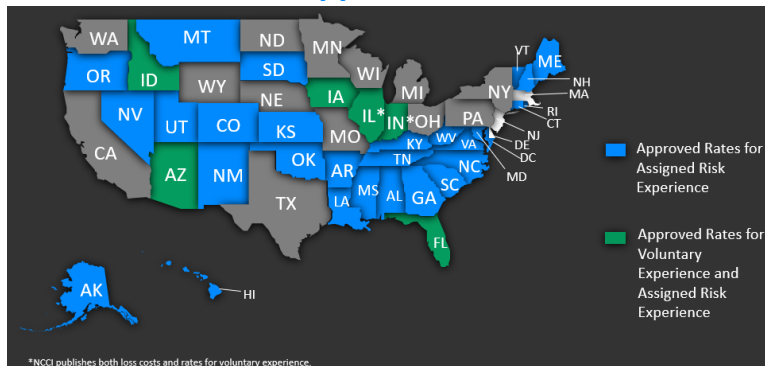 WA
MT
ND
MN
VT
ME
OR
ID
SD
WI
MI
NY
NH
MA
WY
IA
NE
NV
UT
CO
KS
IL*
IN
*OH
PA
RI
CT
NJ
DE
DC
MD
CA
MO
KY
WV
VA
AZ
NM
OK
AR
TN
NC
SC
TX
LA
MS
AL
GA
FL
AK
HI
Approved Rates for
Assigned Risk
Experience
Approved Rates for
Voluntary
Experience and
Assigned Risk
Experience
*NCCI publishes both loss costs and rates for voluntary experience.